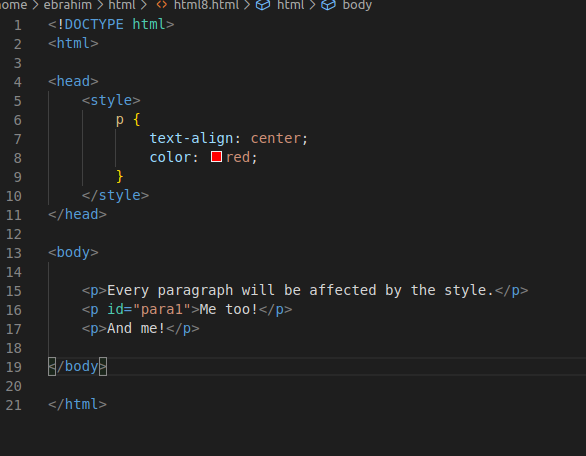 ome > ebrahim > html > <> html8.html > html > body
1 <!DOCTYPE html>
2 <html>
3
4 <head>
5     <style>
6         p {
7             text-align: center;
8             color: red;
9         }
10     </style>
11 </head>
12
13 <body>
14
15     <p>Every paragraph will be affected by the style.</p>
16     <p id="para1">Me too!</p>
17     <p>And me!</p>
18
19 </body>
20
21 </html>